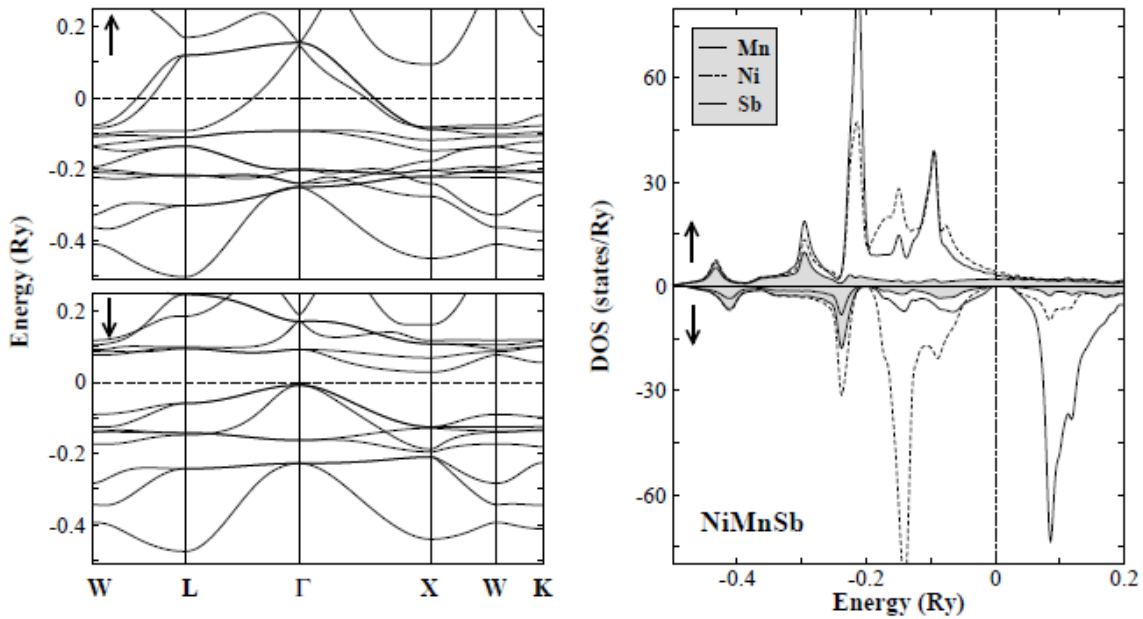 0.2
0
-0.2
-0.4
0.2
0
-0.2
-0.4
Energy (Ry)
W L Γ X W K
Mn
Ni
Sb
60
30
0
-30
-60
DOS (states/Ry)
NiMnSb
-0.4 -0.2 0 0.2
Energy (Ry)